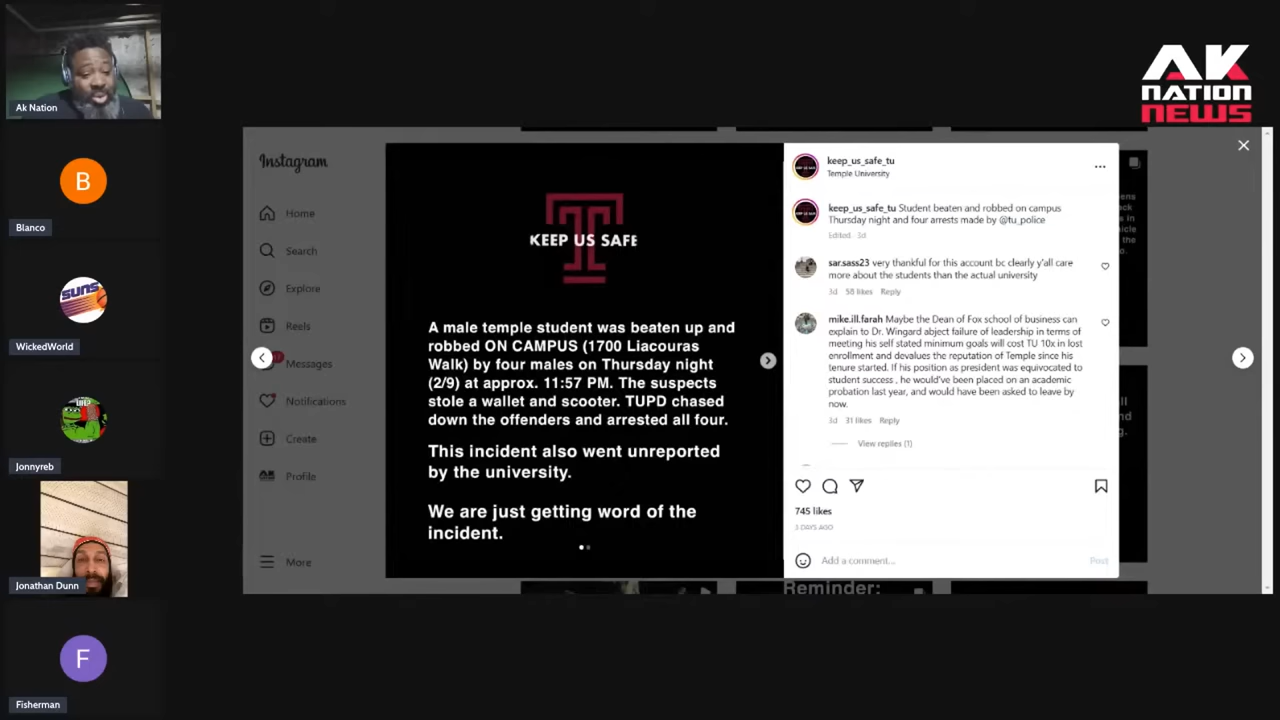 Ak Nation
B
Blanco
SUNS
WickedWorld
Jonnyreb
Jonathan Dunn
F
Fisherman
AK
NATION
NEWS
Instagram
Home
Search
Explore
Reels
Messages
Notifications
Create
Profile
More
KEEP US SAFE
A male temple student was beaten up and
robbed ON CAMPUS (1700 Liacouras
Walk) by four males on Thursday night
(2/9) at approx. 11:57 PM. The suspects
stole a wallet and scooter. TUPD chased
down the offenders and arrested all four.
This incident also went unreported
by the university.
We are just getting word of the
incident.
keep_us_safe_tu
Temple University
keep_us_safe_tu Student beaten and robbed on campus
Thursday night and four arrests made by @tu_police
Edited · 3d
sar.sass23 very thankful for this account bc clearly y'all care
more about the students than the actual university
3d 58 likes Reply
mike.ill.farah Maybe the Dean of Fox school of business can
explain to Dr. Wingard abject failure of leadership in terms of
meeting his self stated minimum goals will cost TU 10x in lost
enrollment and devalues the reputation of Temple since his
tenure started. If his position as president was equivocated to
student success , he would've been placed on an academic
probation last year, and would have been asked to leave by
now.
3d 31 likes Reply
View replies (1)
745 likes
3 DAYS AGO
Add a comment...
Post
Reminder: